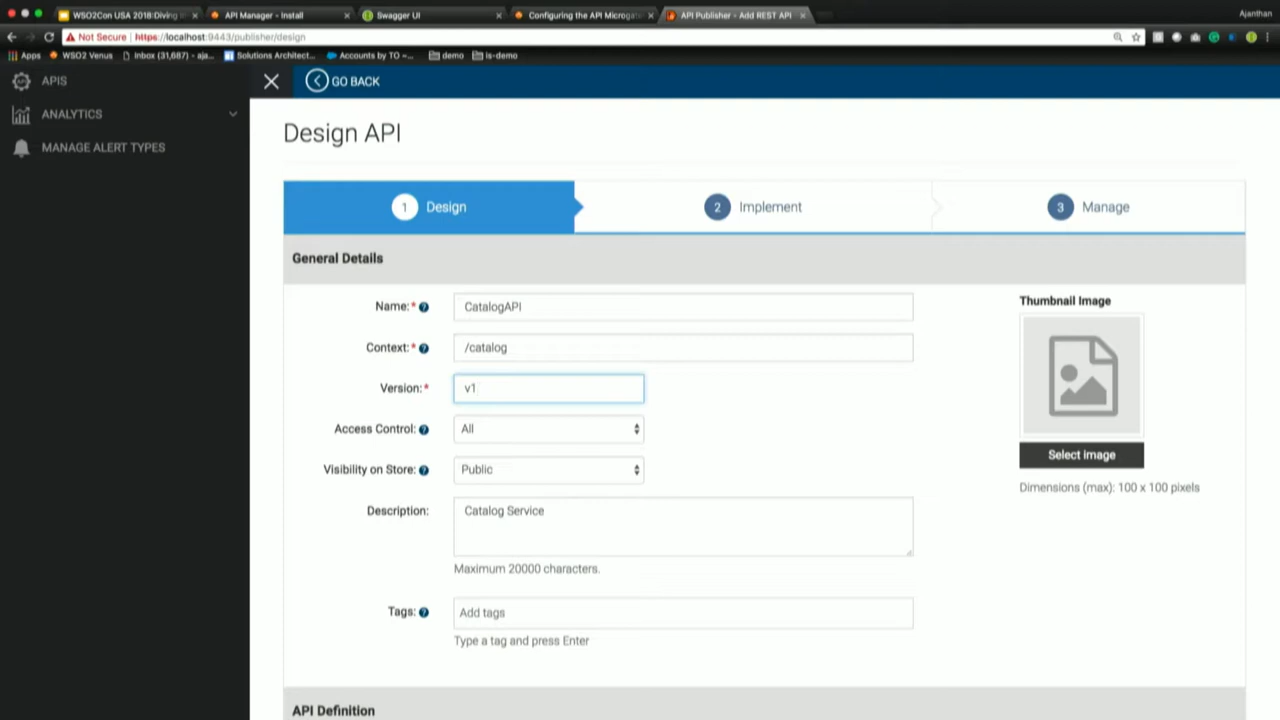 WSO2Con USA 2018:Diving
API Manager - Install
Swagger UI
Configuring the API Microgate
API Publisher - Add REST API
Ajanthan
Not Secure
https://localhost:9443/publisher/design
Apps
WSO2 Venus
Inbox (31,687) - aja...
Solutions Architect...
Accounts by TO –...
demo
is-demo
APIS
ANALYTICS
MANAGE ALERT TYPES
GO BACK
Design API
1 Design
2 Implement
3 Manage
General Details
Name:* CatalogAPI
Context:* /catalog
Version:* v1
Access Control: All
Visibility on Store: Public
Description: Catalog Service
Maximum 20000 characters.
Tags: Add tags
Type a tag and press Enter
Thumbnail Image
Select image
Dimensions (max): 100 x 100 pixels
API Definition